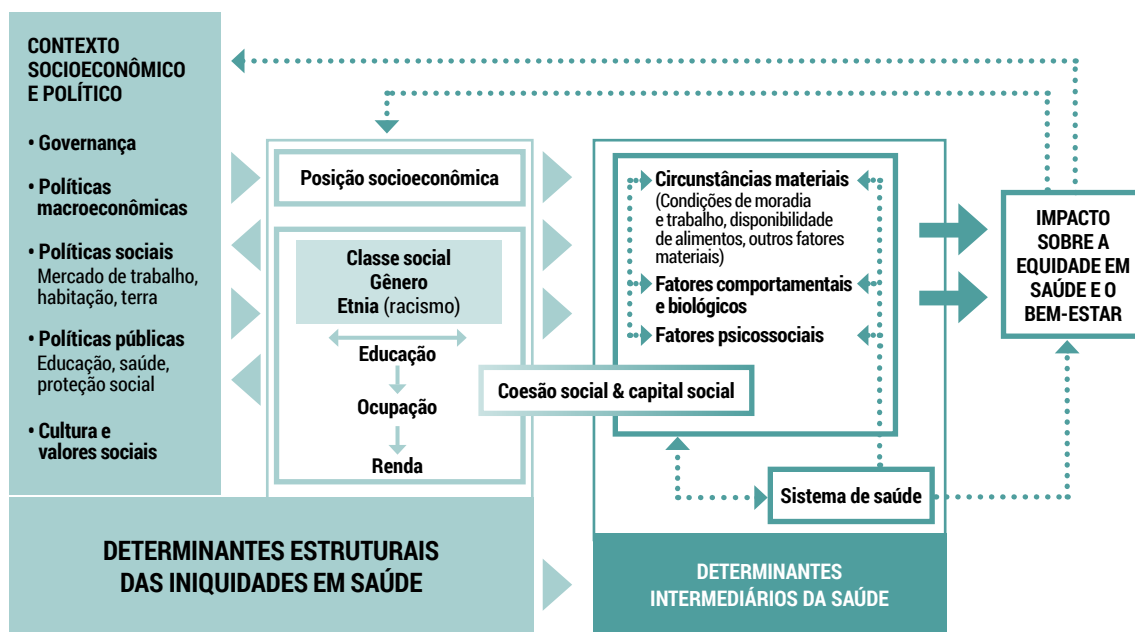 CONTEXTO
SOCIOECONÔMICO
E POLÍTICO
• Governança
• Políticas
macroeconômicas
• Políticas sociais
Mercado de trabalho,
habitação, terra
• Políticas públicas
Educação, saúde,
proteção social
• Cultura e
valores sociais
Posição socioeconômica
Classe social
Gênero
Etnia (racismo)
Educação
Ocupação
Renda
Coesão social & capital social
Circunstâncias materiais
(Condições de moradia
e trabalho, disponibilidade
de alimentos, outros fatores
materiais)
Fatores comportamentais
e biológicos
Fatores psicossociais
Sistema de saúde
IMPACTO
SOBRE A
EQUIDADE EM
SAÚDE E O
BEM-ESTAR
DETERMINANTES ESTRUTURAIS
DAS INIQUIDADES EM SAÚDE
DETERMINANTES
INTERMEDIÁRIOS DA SAÚDE